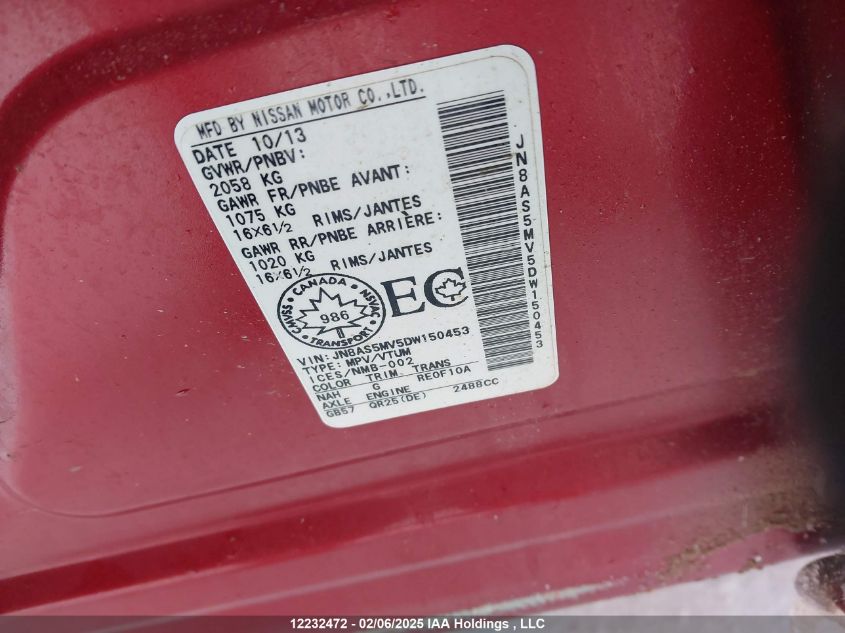 MFD BY NISSAN MOTOR CO.,LTD.
DATE 10/13
GVWR/PNBV:
2058 KG
GAWR FR/PNBE AVANT:
1075 KG
16X6½ RIMS/JANTES
GAWR RR/PNBE ARRIÈRE:
1020 KG
16X6½ RIMS/JANTES
CANADA
CMVSS 986 NSVAC
TRANSPORT
EC
VIN: JN8AS5MV5DW150453
TYPE: MPV/VTUM
ICES/NMB-002
COLOR TRIM TRANS
NAH G RE0F10A
AXLE ENGINE
GB57 QR25(DE) 2488CC
JN8AS5MV5DW150453
12232472 - 02/06/2025 IAA Holdings , LLC